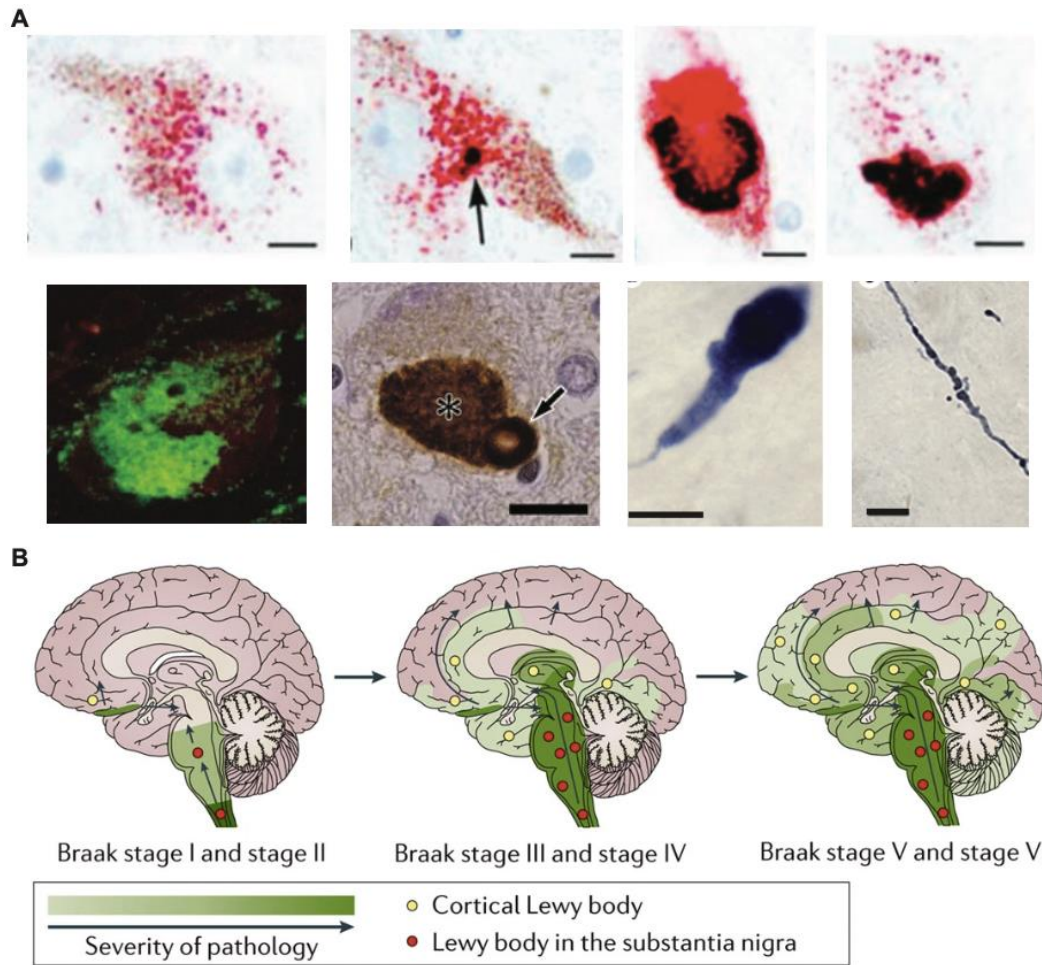 A
*
B
Braak stage I and stage II
Braak stage III and stage IV
Braak stage V and stage V
Severity of pathology
Cortical Lewy body
Lewy body in the substantia nigra